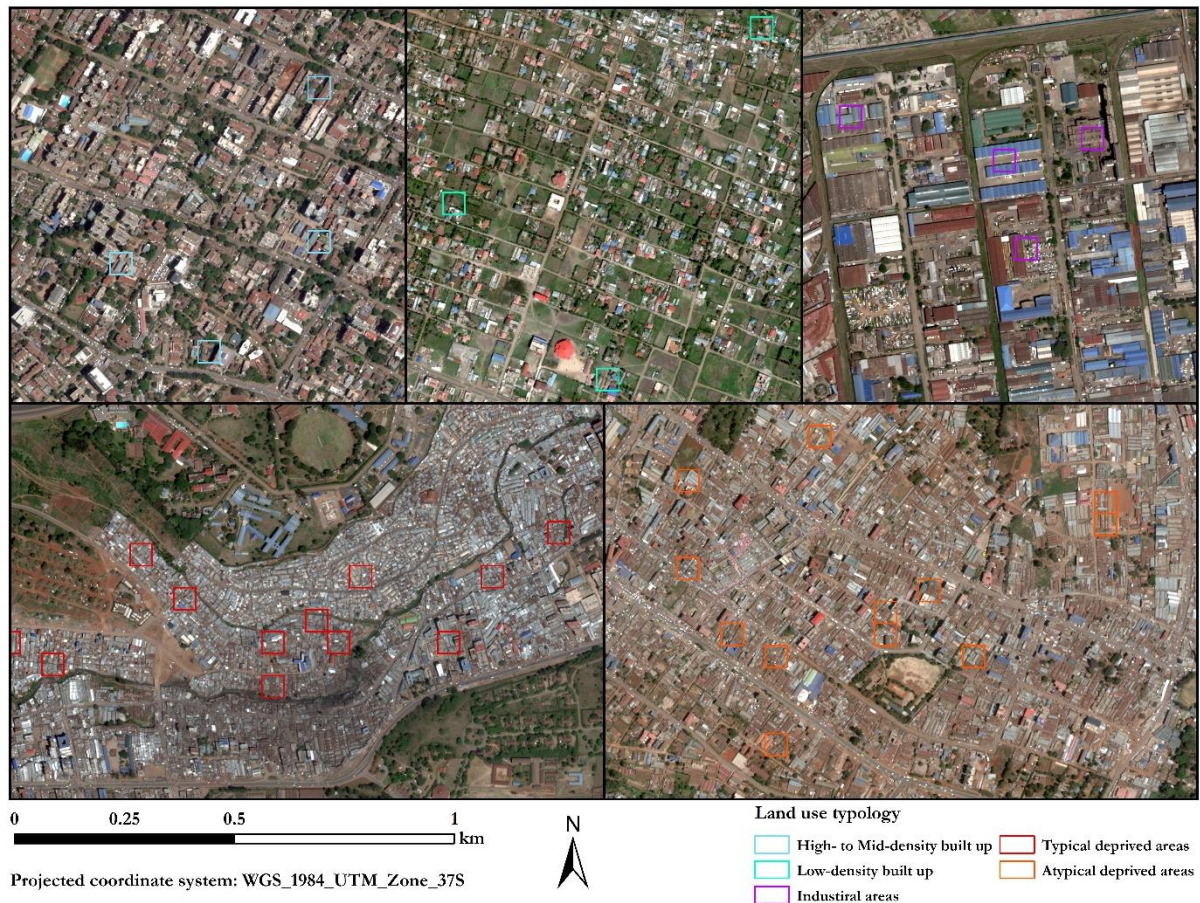 0 0.25 0.5 1
km
N
Projected coordinate system: WGS_1984_UTM_Zone_37S
Land use typology
High- to Mid-density built up
Typical deprived areas
Low-density built up
Atypical deprived areas
Industiral areas